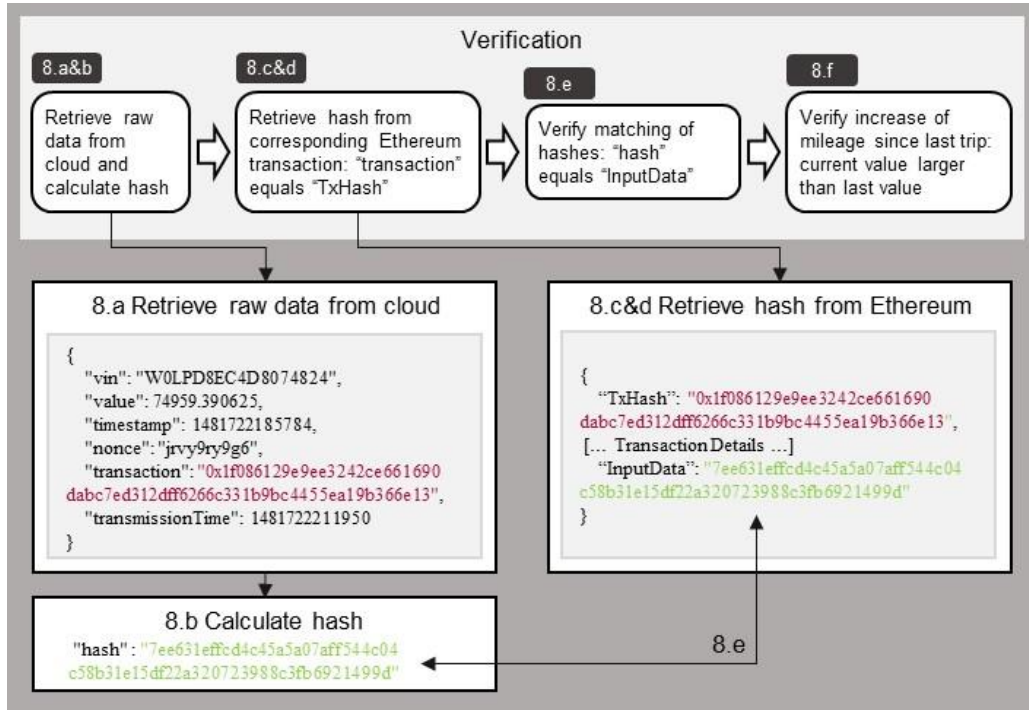 Verification
8.a&b
Retrieve raw
data from
cloud and
calculate hash
8.c&d
Retrieve hash from
corresponding Ethereum
transaction: “transaction”
equals “TxHash”
8.e
Verify matching of
hashes: “hash”
equals “InputData”
8.f
Verify increase of
mileage since last trip:
current value larger
than last value
8.a Retrieve raw data from cloud
{
"vin": "W0LPD8EC4D8074824",
"value": 74959.390625,
"timestamp": 1481722185784,
"nonce": "jrvy9ry9g6",
"transaction": "0x1f086129e9ee3242ce661690
dabc7ed312dff6266c331b9bc4455ea19b366e13",
"transmissionTime": 1481722211950
}
8.c&d Retrieve hash from Ethereum
{
“TxHash”: "0x1f086129e9ee3242ce661690
dabc7ed312dff6266c331b9bc4455ea19b366e13",
[... Transaction Details ...]
“InputData”: "7ee631effcd4c45a5a07aff544c04
c58b31e15df22a320723988c3fb6921499d"
}
8.b Calculate hash
"hash": "7ee631effcd4c45a5a07aff544c04
c58b31e15df22a320723988c3fb6921499d"
8.e